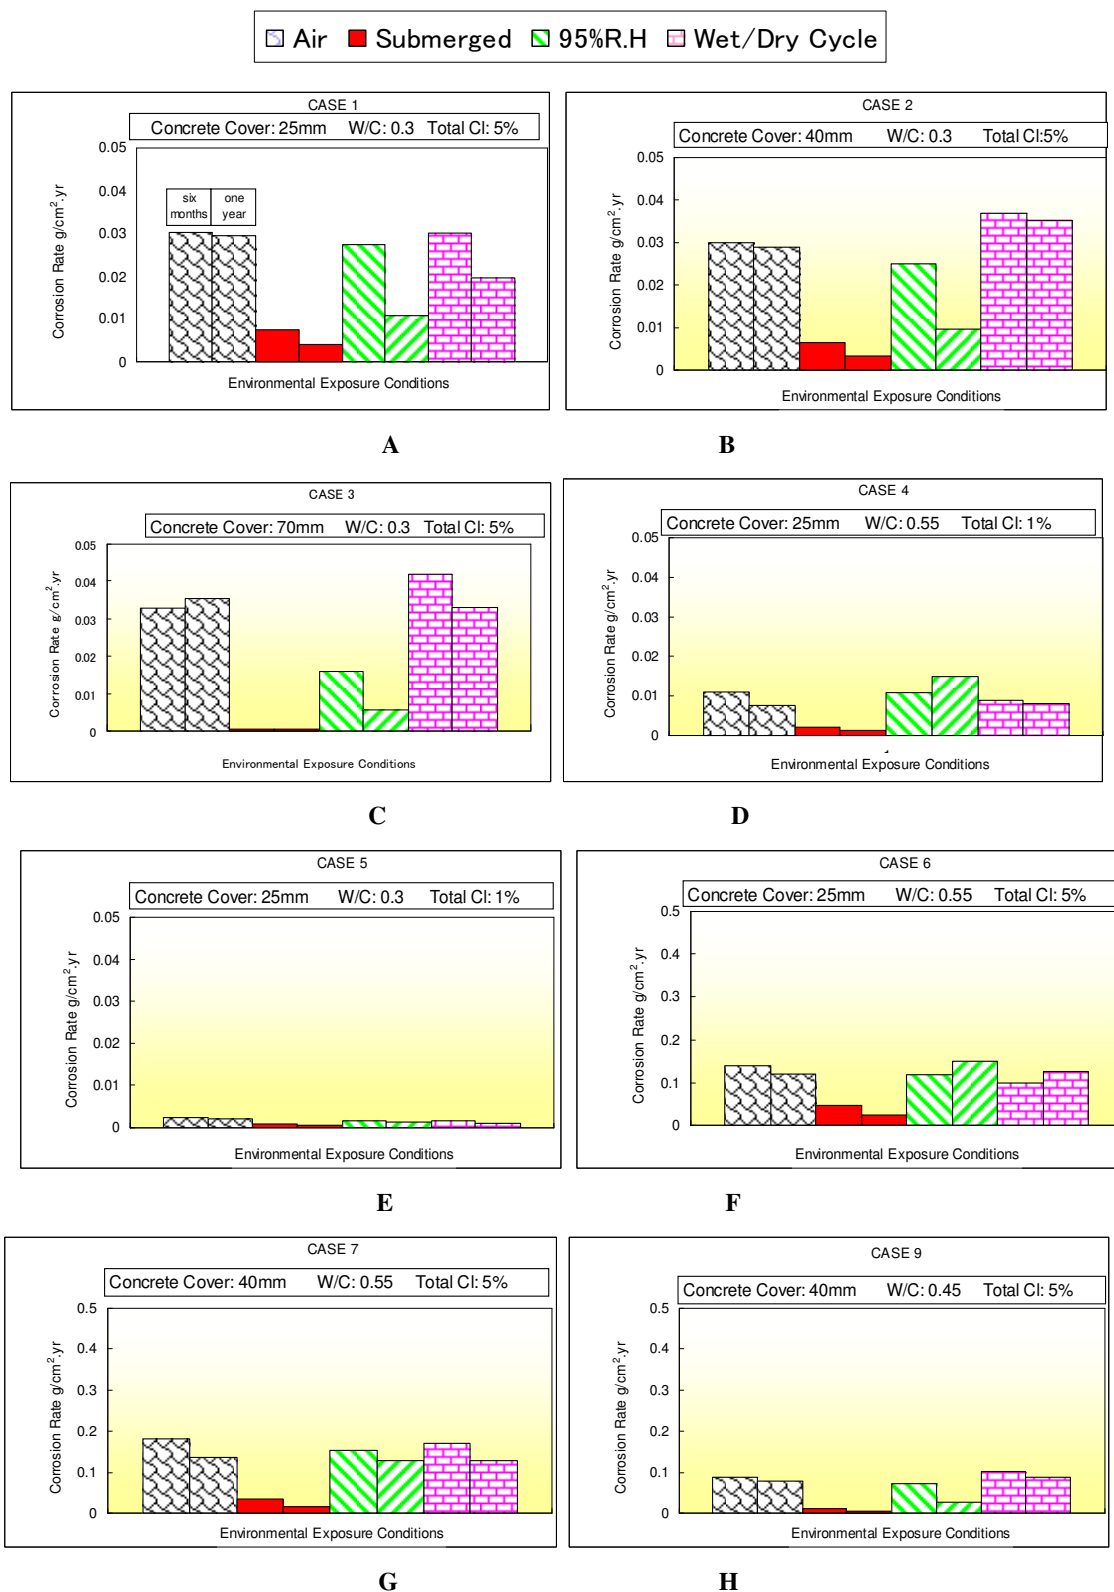 Air Submerged 95%R.H Wet/Dry Cycle
CASE 1
Concrete Cover: 25mm W/C: 0.3 Total Cl: 5%
Corrosion Rate g/cm².yr
0.05
0.04
0.03
0.02
0.01
0
six months
one year
Environmental Exposure Conditions
A
CASE 2
Concrete Cover: 40mm W/C: 0.3 Total Cl:5%
Corrosion Rate g/cm².yr
0.05
0.04
0.03
0.02
0.01
0
Environmental Exposure Conditions
B
CASE 3
Concrete Cover: 70mm W/C: 0.3 Total Cl: 5%
Corrosion Rate g/cm².yr
0.05
0.04
0.03
0.02
0.01
0
Environmental Exposure Conditions
C
CASE 4
Concrete Cover: 25mm W/C: 0.55 Total Cl: 1%
Corrosion Rate g/cm².yr
0.05
0.04
0.03
0.02
0.01
0
Environmental Exposure Conditions
D
CASE 5
Concrete Cover: 25mm W/C: 0.3 Total Cl: 1%
Corrosion Rate g/cm².yr
0.05
0.04
0.03
0.02
0.01
0
Environmental Exposure Conditions
E
CASE 6
Concrete Cover: 25mm W/C: 0.55 Total Cl: 5%
Corrosion Rate g/cm².yr
0.5
0.4
0.3
0.2
0.1
0
Environmental Exposure Conditions
F
CASE 7
Concrete Cover: 40mm W/C: 0.55 Total Cl: 5%
Corrosion Rate g/cm².yr
0.5
0.4
0.3
0.2
0.1
0
Environmental Exposure Conditions
G
CASE 9
Concrete Cover: 40mm W/C: 0.45 Total Cl: 5%
Corrosion Rate g/cm².yr
0.5
0.4
0.3
0.2
0.1
0
Environmental Exposure Conditions
H